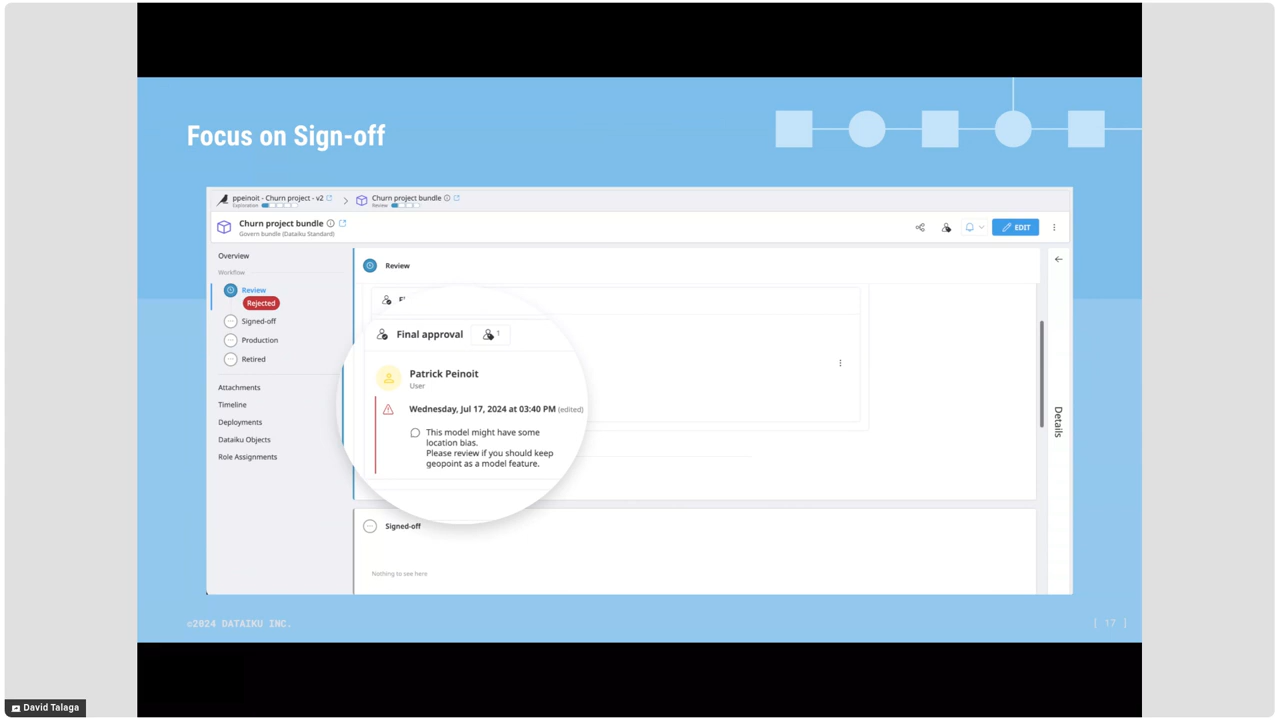 Focus on Sign-off
ppeinoit - Churn project - v2
Exploration
Churn project bundle
Review
Churn project bundle
Govern bundle (Dataiku Standard)
EDIT
Overview
Workflow
Review
Rejected
Signed-off
Production
Retired
Attachments
Timeline
Deployments
Dataiku Objects
Role Assignments
Review
Final approval
1
Patrick Peinoit
User
Wednesday, Jul 17, 2024 at 03:40 PM (edited)
This model might have some
location bias.
Please review if you should keep
geopoint as a model feature.
Signed-off
Nothing to see here
Details
©2024 DATAIKU INC.
[ 17 ]
David Talaga